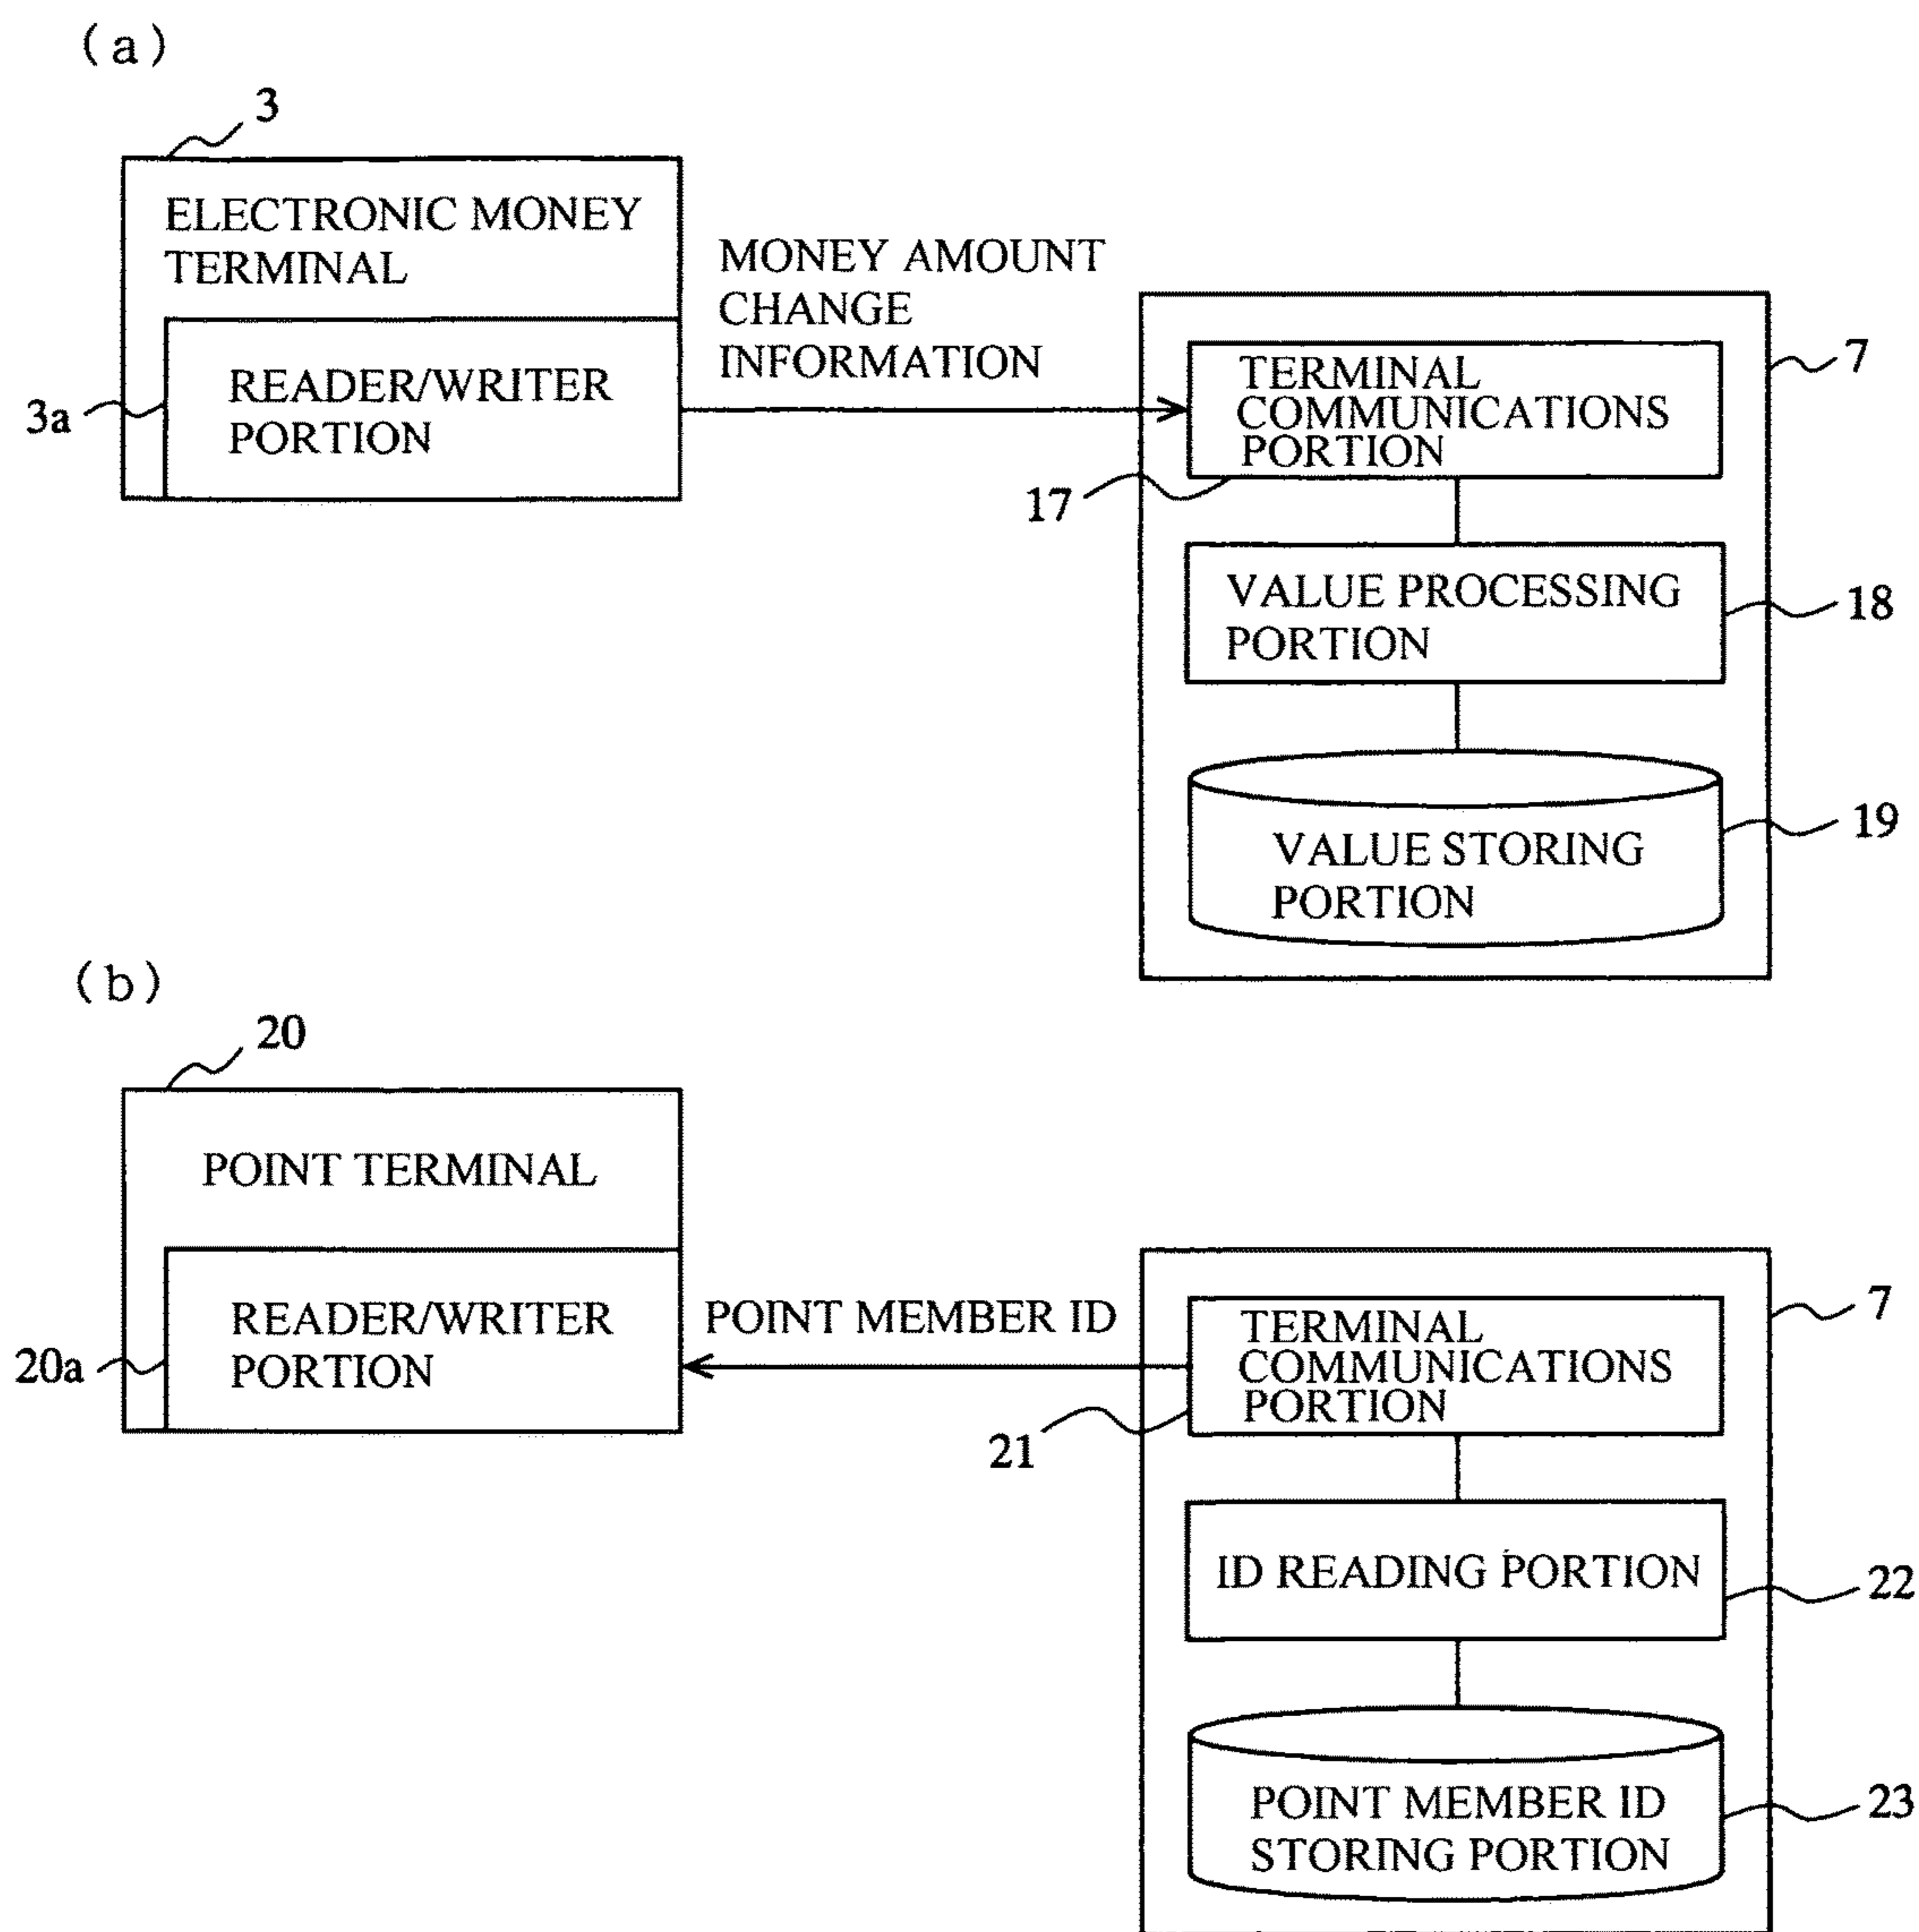 (a)
3
ELECTRONIC MONEY
TERMINAL
READER/WRITER
PORTION
3a
MONEY AMOUNT
CHANGE
INFORMATION
7
TERMINAL
COMMUNICATIONS
PORTION
17
VALUE PROCESSING
PORTION
18
VALUE STORING
PORTION
19
(b)
20
POINT TERMINAL
READER/WRITER
PORTION
20a
POINT MEMBER ID
7
TERMINAL
COMMUNICATIONS
PORTION
21
ID READING PORTION
22
POINT MEMBER ID
STORING PORTION
23